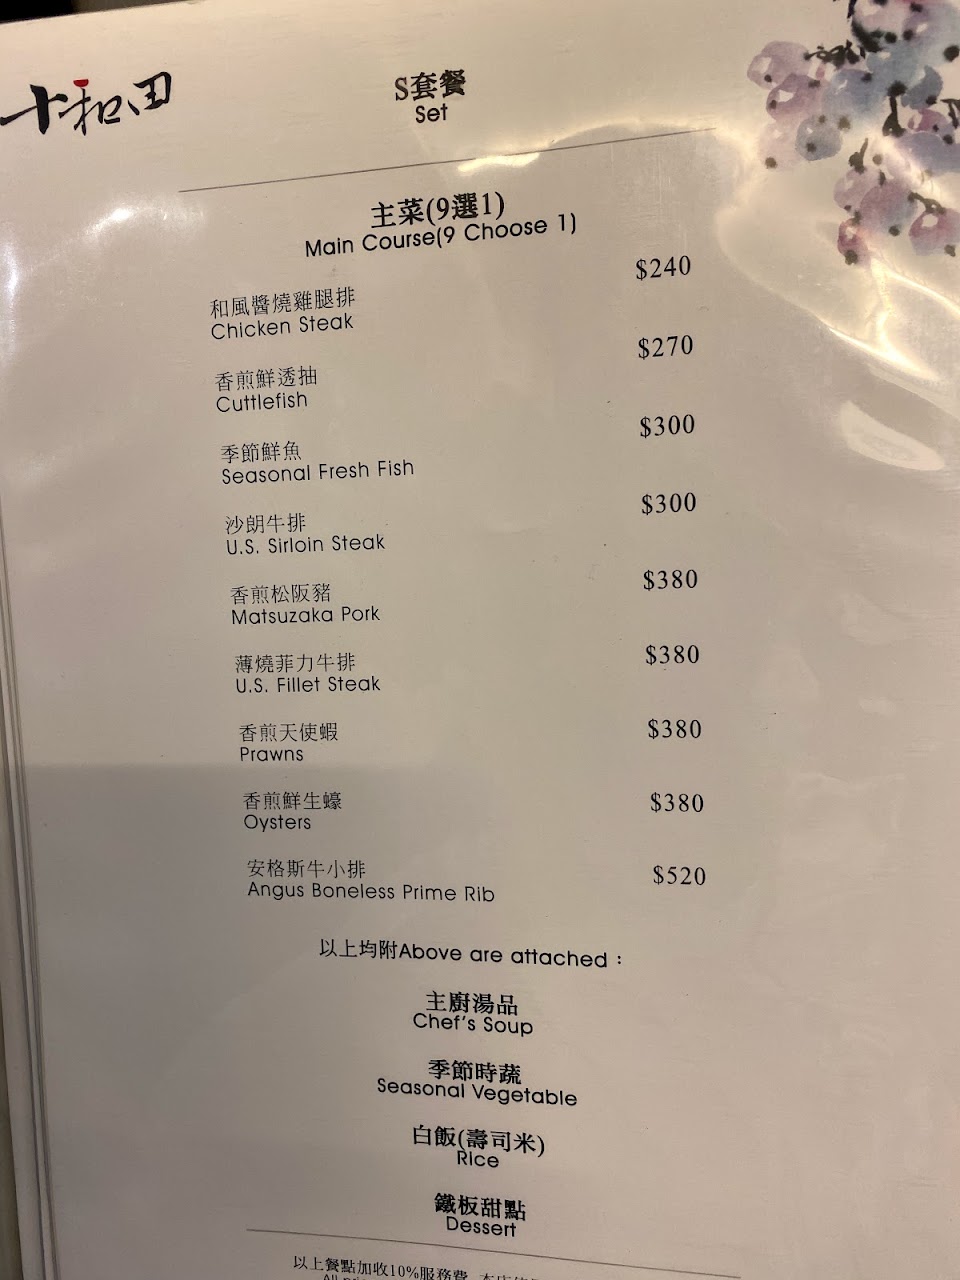 十和田
S套餐
Set
主菜(9選1)
Main Course(9 Choose 1)
和風醬燒雞腿排 $240
Chicken Steak
香煎鮮透抽 $270
Cuttlefish
季節鮮魚 $300
Seasonal Fresh Fish
沙朗牛排 $300
U.S. Sirloin Steak
香煎松阪豬 $380
Matsuzaka Pork
薄燒菲力牛排 $380
U.S. Fillet Steak
香煎天使蝦 $380
Prawns
香煎鮮生蠔 $380
Oysters
安格斯牛小排 $520
Angus Boneless Prime Rib
以上均附Above are attached：
主廚湯品
Chef's Soup
季節時蔬
Seasonal Vegetable
白飯(壽司米)
Rice
鐵板甜點
Dessert
以上餐點加收10%服務費
All